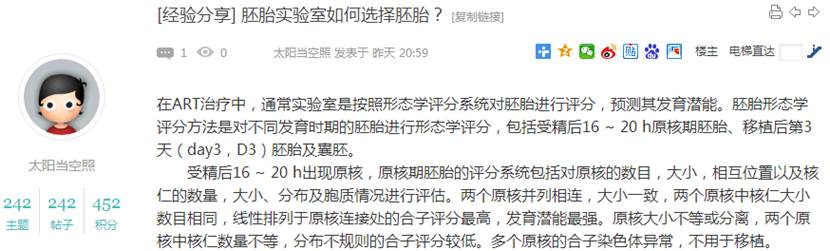 [经验分享] 胚胎实验室如何选择胚胎？ [复制链接]
1 0 太阳当空照 发表于 昨天 20:59 楼主 电梯直达
在ART治疗中，通常实验室是按照形态学评分系统对胚胎进行评分，预测其发育潜能。胚胎形态学
评分方法是对不同发育时期的胚胎进行形态学评分，包括受精后16 ~ 20 h原核期胚胎、移植后第3
天（day3，D3）胚胎及囊胚。
受精后16 ~ 20 h出现原核，原核期胚胎的评分系统包括对原核的数目，大小，相互位置以及核
仁的数量，大小、分布及胞质情况进行评估。两个原核并列相连，大小一致，两个原核中核仁大小
数目相同，线性排列于原核连接处的合子评分最高，发育潜能最强。原核大小不等或分离，两个原
核中核仁数量不等，分布不规则的合子评分较低。多个原核的合子染色体异常，不用于移植。
太阳当空照
242 242 452
主题 帖子 积分